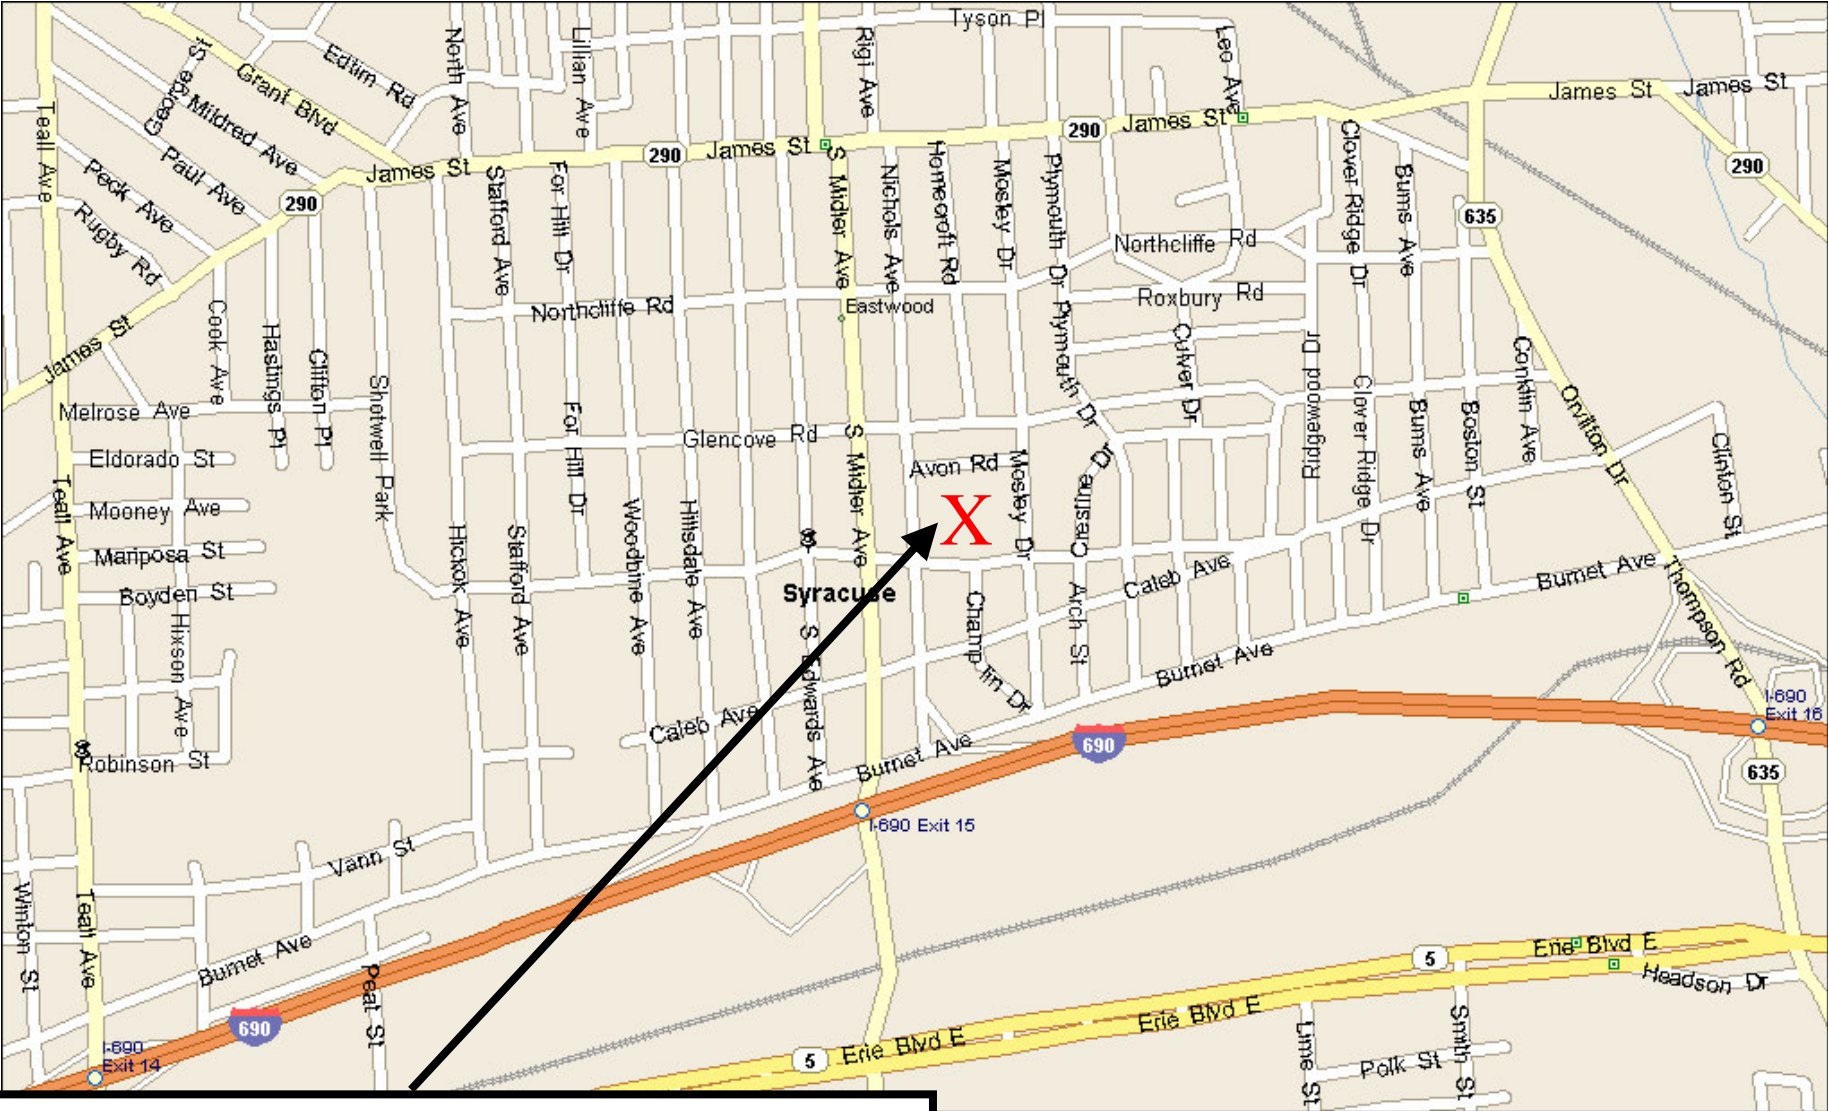 Tyson Pl
Teall Ave
George St
Grant Blvd
Edtim Rd
North Ave
Lillian Ave
Rigi Ave
Leo Ave
James St
James St
290
Mildred Ave
Paul Ave
Peck Ave
Rugby Rd
290
James St
290
James St
290
James St
290
635
Stafford Ave
For Hill Dr
S Midler Ave
Nichols Ave
Homecroft Rd
Mosley Dr
Plymouth Dr
Clover Ridge Dr
Burns Ave
Northcliffe Rd
Roxbury Rd
Northcliffe Rd
Eastwood
James St
Cook Ave
Hastings Pl
Clifton Pl
Shotwell Park
Plymouth Dr
Culver Dr
Ridgewood Dr
Clover Ridge Dr
Burns Ave
Boston St
Conklin Ave
Orvilton Dr
Clinton St
Melrose Ave
Eldorado St
Mooney Ave
Mariposa St
Boyden St
Teall Ave
Hixson Ave
Robinson St
For Hill Dr
Glencove Rd
S Midler Ave
Avon Rd
Mosley Dr
X
Caesine Dr
Hickok Ave
Stafford Ave
Woodbine Ave
Hillsdale Ave
Syracuse
S Edwards Ave
Champlin Dr
Arch St
Caleb Ave
Burnet Ave
Thompson Rd
Burnet Ave
Caleb Ave
Burnet Ave
690
I-690
Exit 16
635
I-690 Exit 15
Vann St
Winton St
Teall Ave
Burnet Ave
Peat St
690
I-690
Exit 14
5
Erie Blvd E
Erie Blvd E
5
Erie Blvd E
Headson Dr
Lime St
Polk St
Smith St